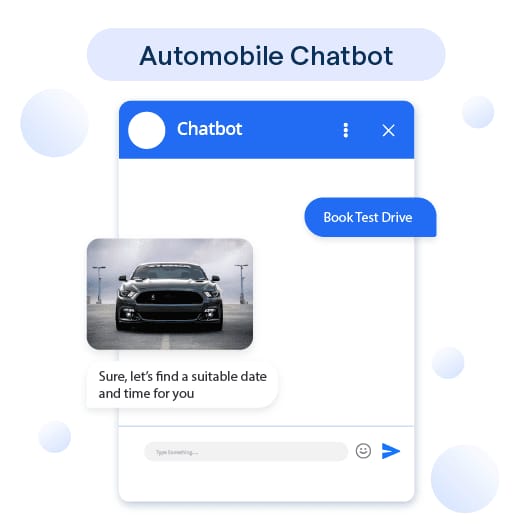 Automobile Chatbot
Chatbot
Book Test Drive
Sure, let's find a suitable date
and time for you
Type Something....